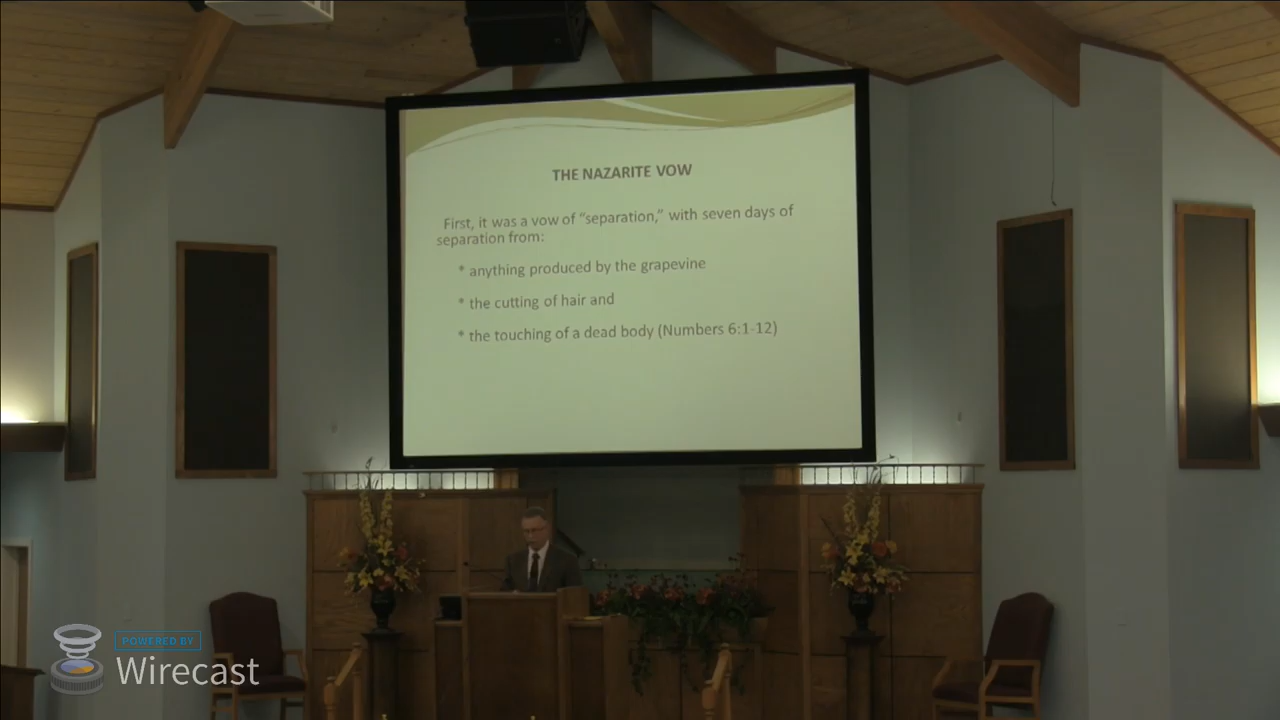 THE NAZARITE VOW
First, it was a vow of “separation,” with seven days of
separation from:
* anything produced by the grapevine
* the cutting of hair and
* the touching of a dead body (Numbers 6:1-12)
POWERED BY
Wirecast